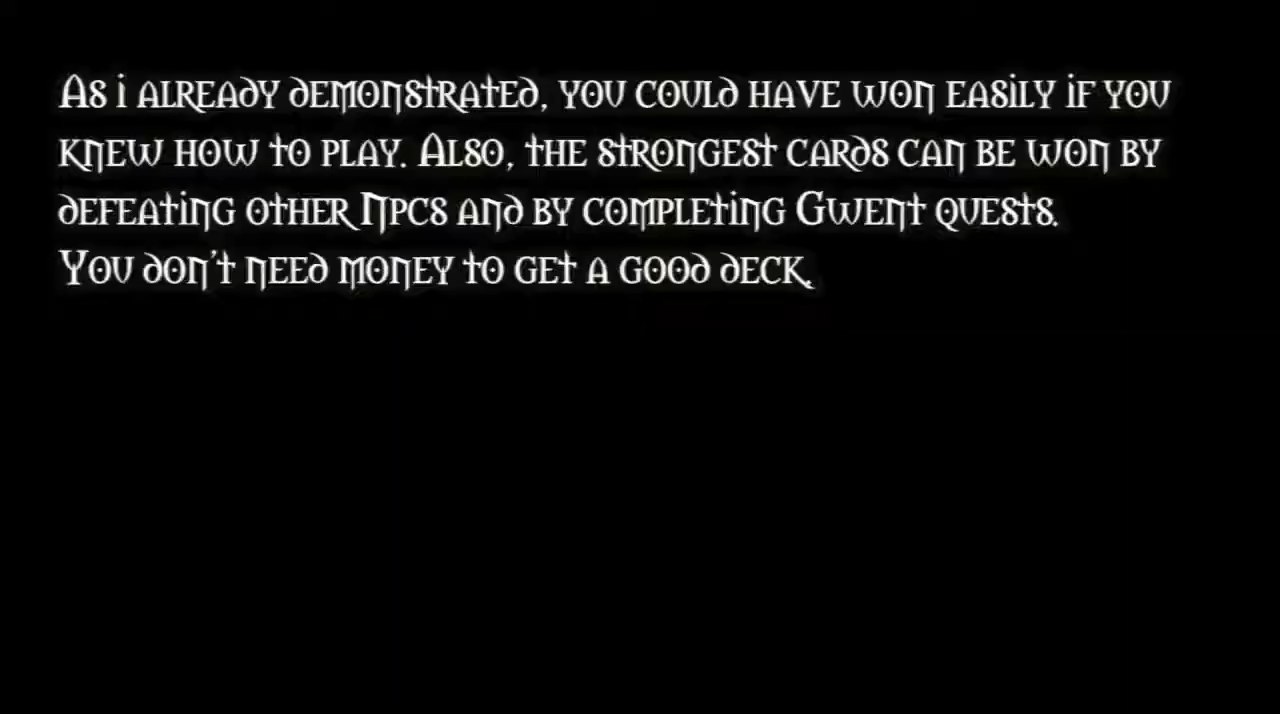 As i already demonstrated, you could have won easily if you
knew how to play. Also, the strongest cards can be won by
defeating other Npcs and by completing Gwent quests.
You don't need money to get a good deck.